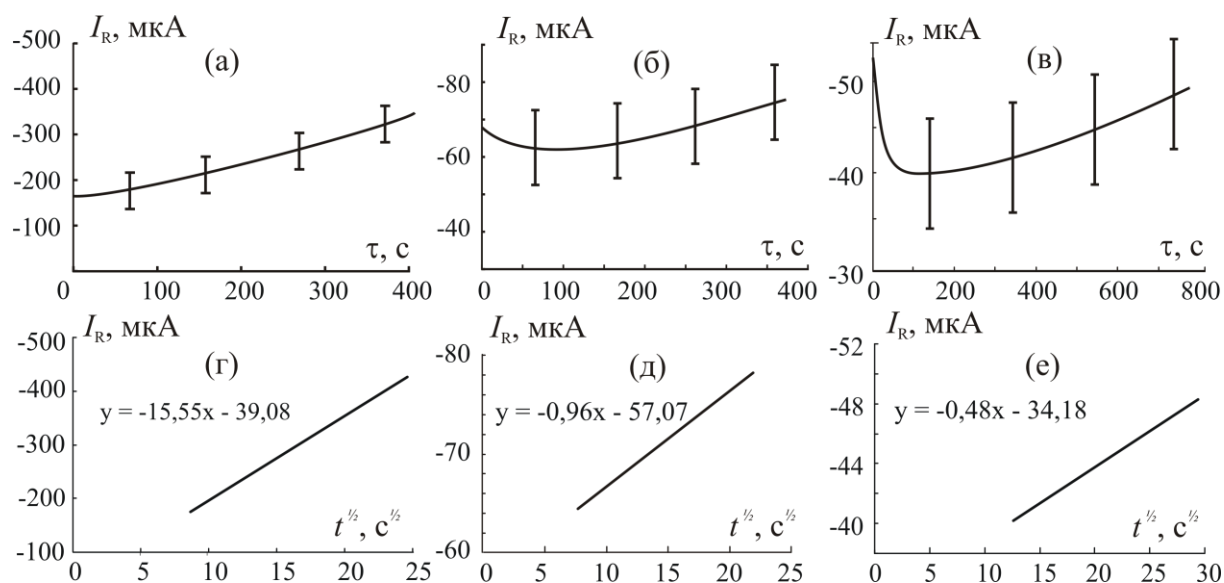 I_R, мкА
(а)
-500
-400
-300
-200
-100
τ, с
0 100 200 300 400
I_R, мкА
(б)
-80
-60
-40
τ, с
0 100 200 300 400
I_R, мкА
(в)
-50
-40
-30
τ, с
0 200 400 600 800
I_R, мкА
(г)
-500
-400
y = -15,55x - 39,08
-300
-200
-100
t^½, с^½
0 5 10 15 20 25
I_R, мкА
(д)
-80
y = -0,96x - 57,07
-70
-60
t^½, с^½
0 5 10 15 20 25
I_R, мкА
(е)
-52
y = -0,48x - 34,18
-48
-44
-40
t^½, с^½
0 5 10 15 20 25 30